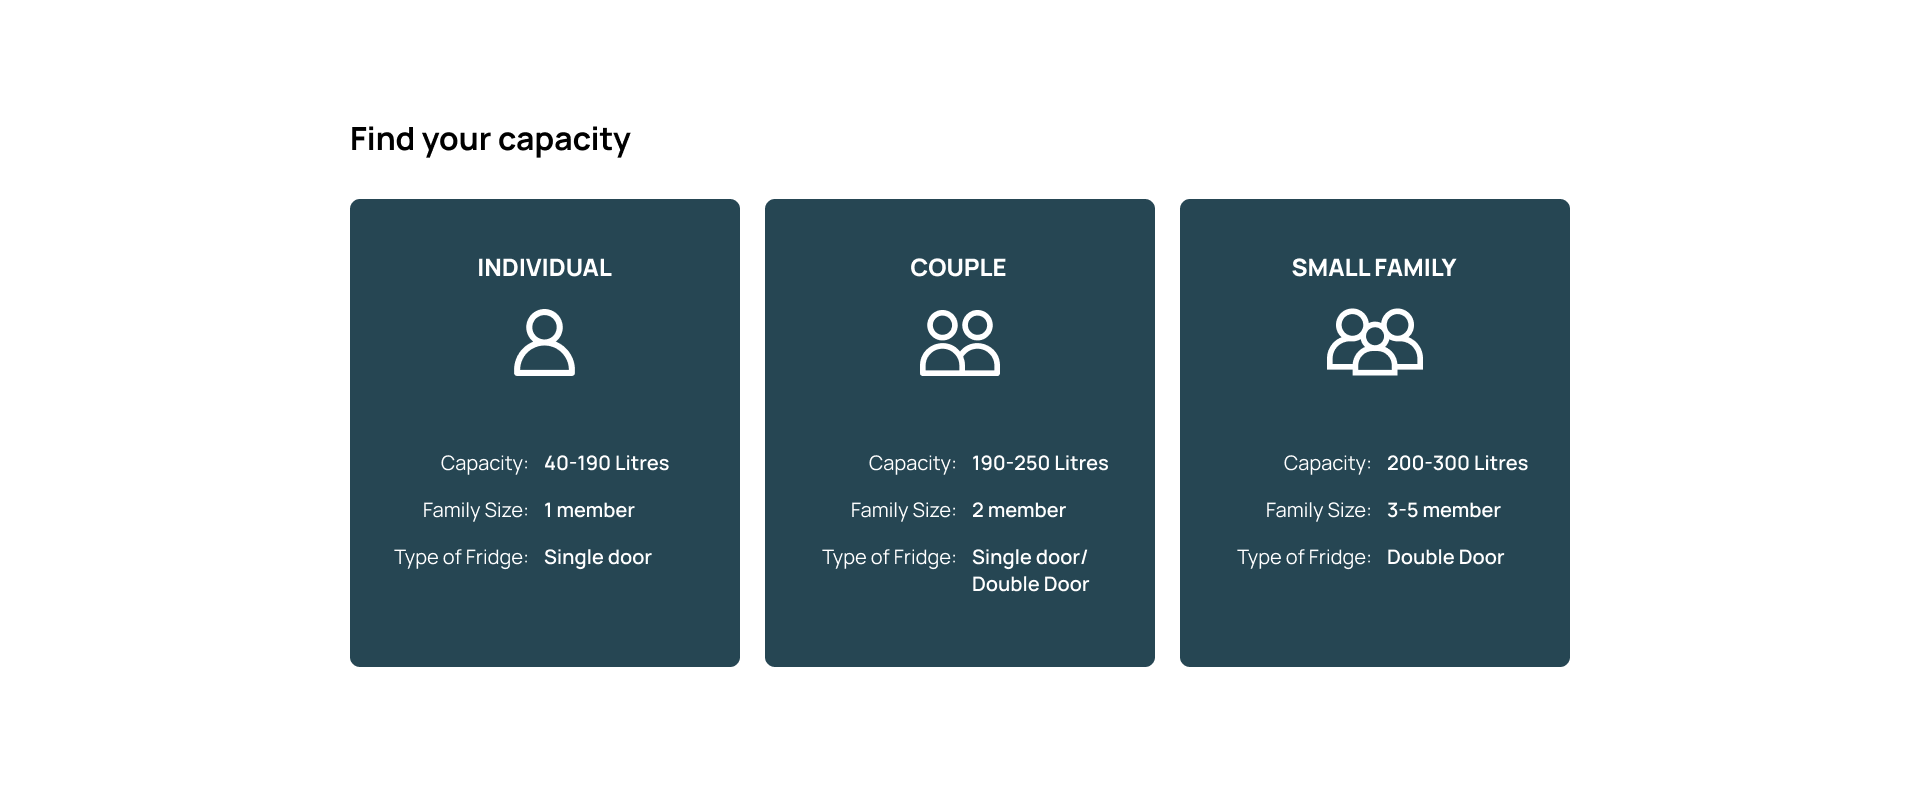 Find your capacity
INDIVIDUAL
Capacity: 40-190 Litres
Family Size: 1 member
Type of Fridge: Single door
COUPLE
Capacity: 190-250 Litres
Family Size: 2 member
Type of Fridge: Single door/
Double Door
SMALL FAMILY
Capacity: 200-300 Litres
Family Size: 3-5 member
Type of Fridge: Double Door